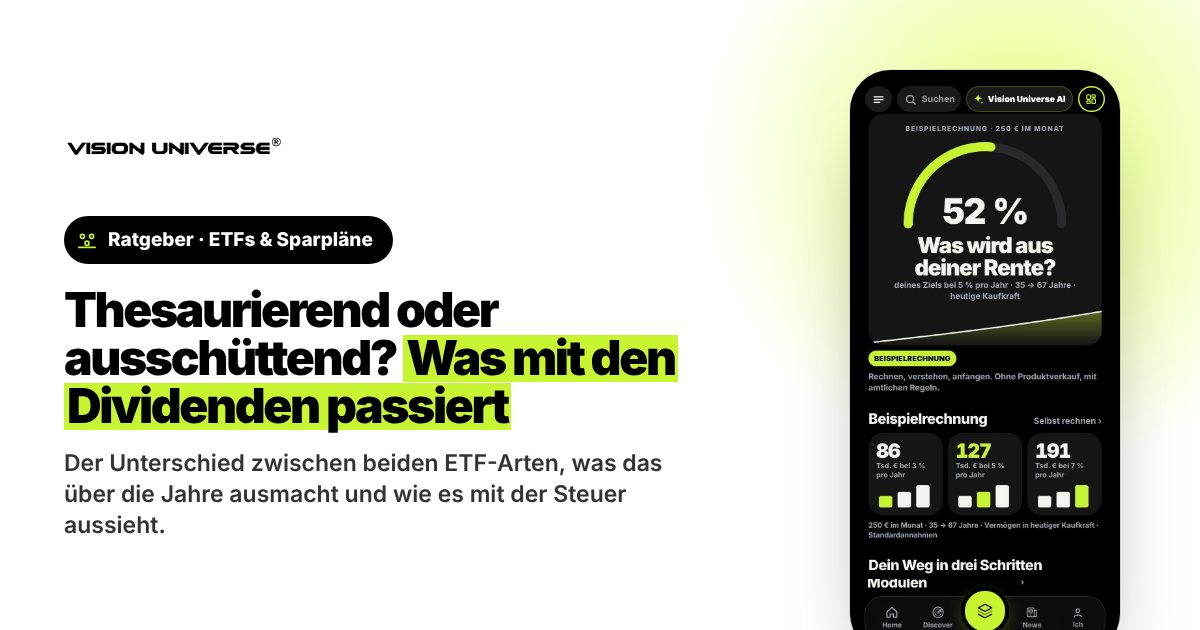 VISION UNIVERSE®
Ratgeber · ETFs & Sparpläne
Thesaurierend oder
ausschüttend? Was mit den
Dividenden passiert
Der Unterschied zwischen beiden ETF-Arten, was das
über die Jahre ausmacht und wie es mit der Steuer
aussieht.
Suchen
Vision Universe AI
BEISPIELRECHNUNG · 250 € IM MONAT
52 %
Was wird aus
deiner Rente?
deines Ziels bei 5 % pro Jahr · 35 → 67 Jahre ·
heutige Kaufkraft
BEISPIELRECHNUNG
Rechnen, verstehen, anfangen. Ohne Produktverkauf, mit
amtlichen Regeln.
Beispielrechnung
Selbst rechnen ›
86
Tsd. € bei 3 %
pro Jahr
127
Tsd. € bei 5 %
pro Jahr
191
Tsd. € bei 7 %
pro Jahr
250 € im Monat · 35 → 67 Jahre · Vermögen in heutiger Kaufkraft ·
Standardannahmen
Dein Weg in drei Schritten
Modulen ›
Home
Discover
News
Ich